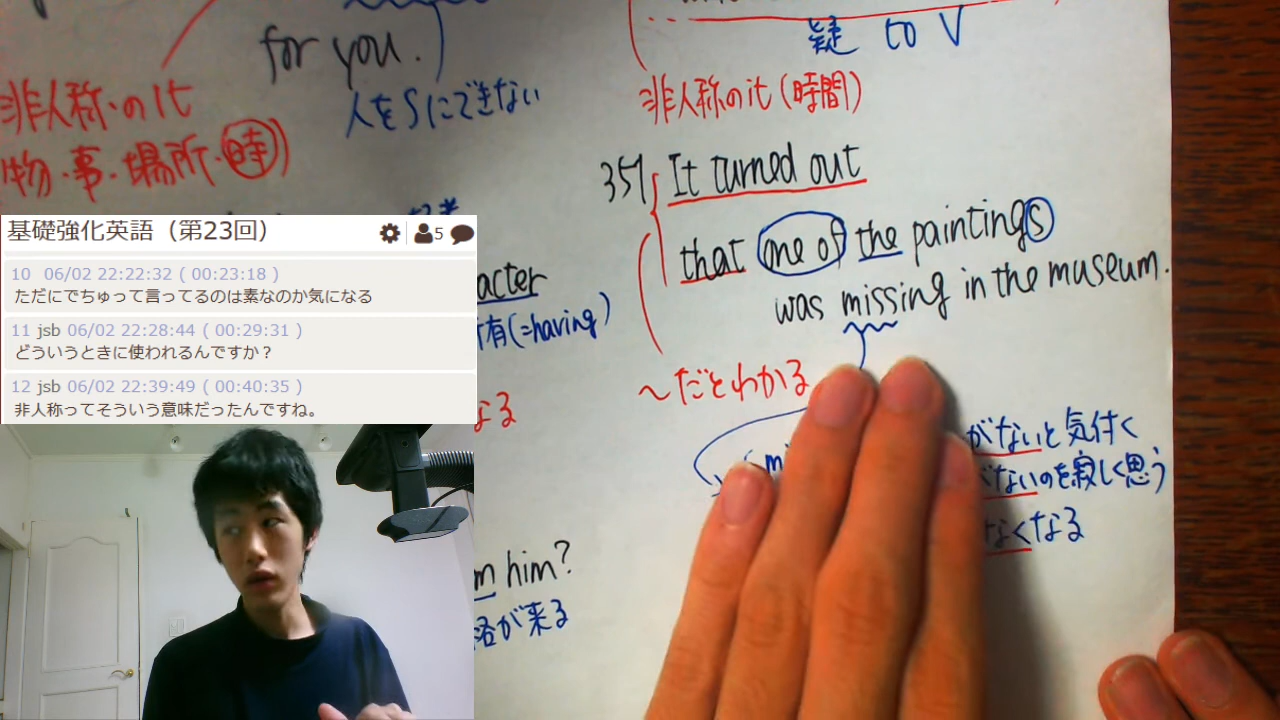 for you.
人をSにできない
非人称のit
物・事・場所・時)
疑 to V
非人称のit(時間)
357 It turned out
that one of the paintings
was missing in the museum.
〜だとわかる
がないと気付く
がないのを寂しく思う
なくなる
acter
有(=having)
なる
m him?
が来る
基礎強化英語（第23回）
5
10 06/02 22:22:32 ( 00:23:18 )
ただにでちゅって言ってるのは素なのか気になる
11 jsb 06/02 22:28:44 ( 00:29:31 )
どういうときに使われるんですか？
12 jsb 06/02 22:39:49 ( 00:40:35 )
非人称ってそういう意味だったんですね。